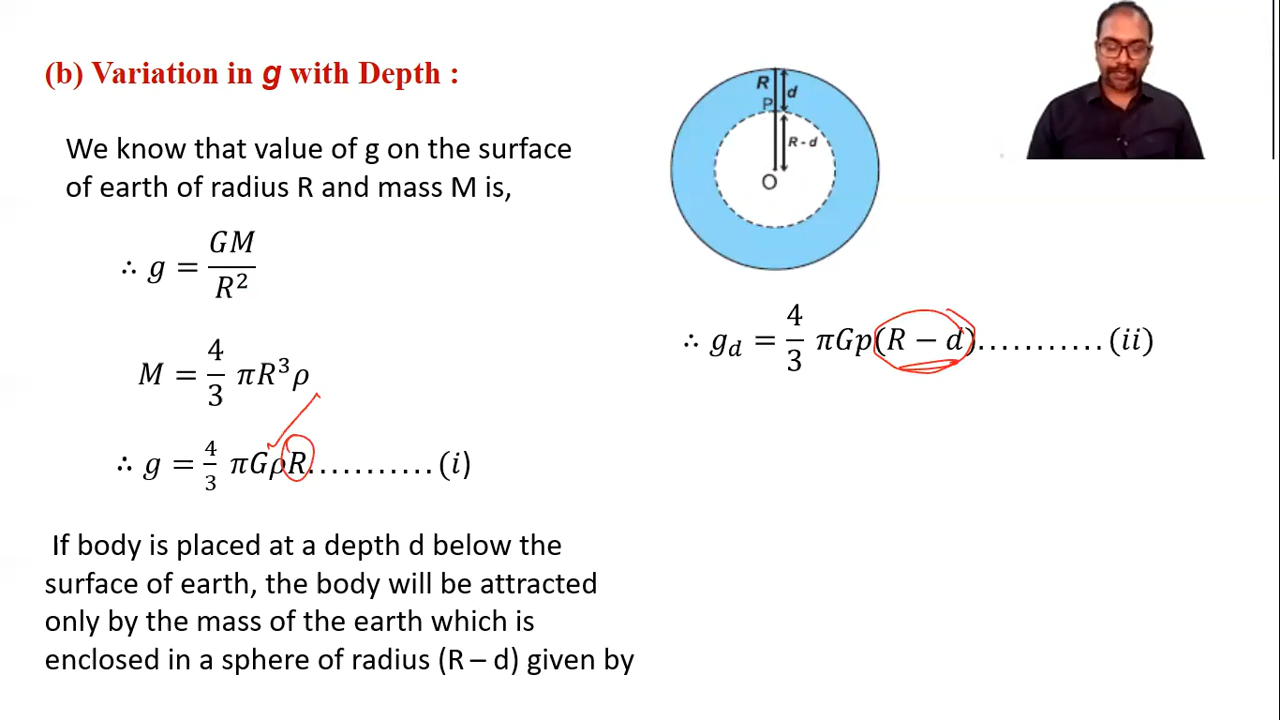 (b) Variation in g with Depth :
We know that value of g on the surface
of earth of radius R and mass M is,
∴ g = GM/R²
M = 4/3 πR³ρ
∴ g = 4/3 πGρR...........(i)
If body is placed at a depth d below the
surface of earth, the body will be attracted
only by the mass of the earth which is
enclosed in a sphere of radius (R – d) given by
R
d
P
R - d
O
∴ g_d = 4/3 πGp(R − d)...........(ii)